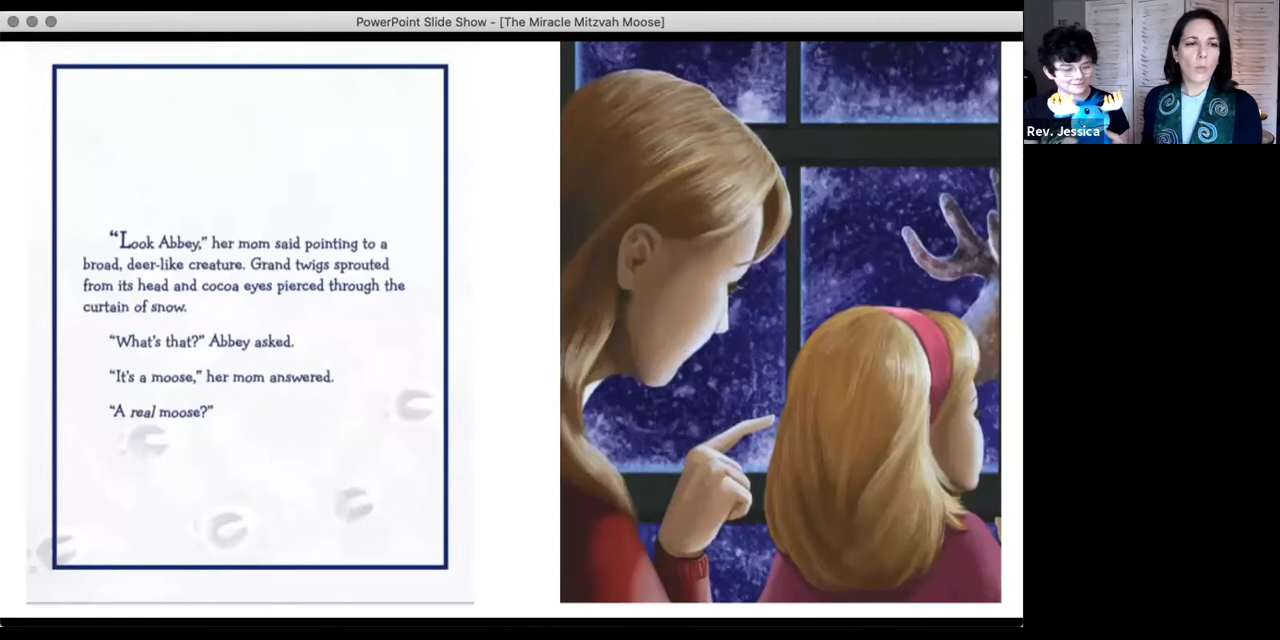 PowerPoint Slide Show - [The Miracle Mitzvah Moose]
"Look Abbey," her mom said pointing to a
broad, deer-like creature. Grand twigs sprouted
from its head and cocoa eyes pierced through the
curtain of snow.
"What's that?" Abbey asked.
"It's a moose," her mom answered.
"A real moose?"
Rev. Jessica